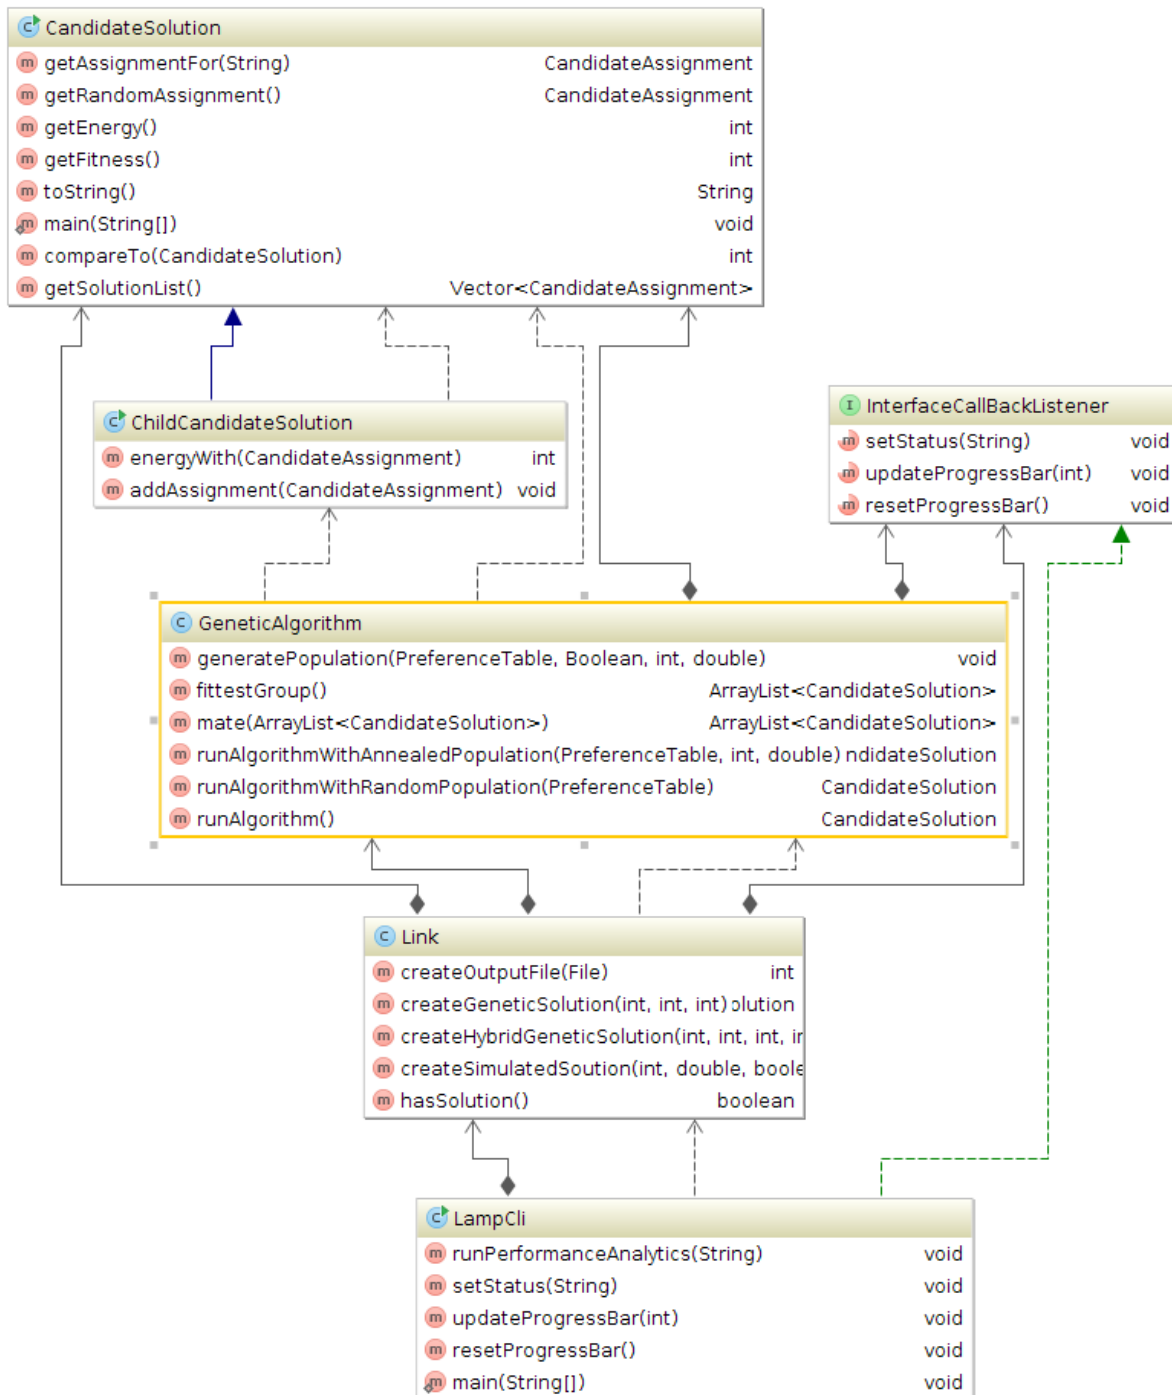 CandidateSolution
getAssignmentFor(String) CandidateAssignment
getRandomAssignment() CandidateAssignment
getEnergy() int
getFitness() int
toString() String
main(String[]) void
compareTo(CandidateSolution) int
getSolutionList() Vector<CandidateAssignment>
ChildCandidateSolution
energyWith(CandidateAssignment) int
addAssignment(CandidateAssignment) void
InterfaceCallBackListener
setStatus(String) void
updateProgressBar(int) void
resetProgressBar() void
GeneticAlgorithm
generatePopulation(PreferenceTable, Boolean, int, double) void
fittestGroup() ArrayList<CandidateSolution>
mate(ArrayList<CandidateSolution>) ArrayList<CandidateSolution>
runAlgorithmWithAnnealedPopulation(PreferenceTable, int, double) ndidateSolution
runAlgorithmWithRandomPopulation(PreferenceTable) CandidateSolution
runAlgorithm() CandidateSolution
Link
createOutputFile(File) int
createGeneticSolution(int, int, int) olution
createHybridGeneticSolution(int, int, int, in
createSimulatedSoution(int, double, boole
hasSolution() boolean
LampCli
runPerformanceAnalytics(String) void
setStatus(String) void
updateProgressBar(int) void
resetProgressBar() void
main(String[]) void